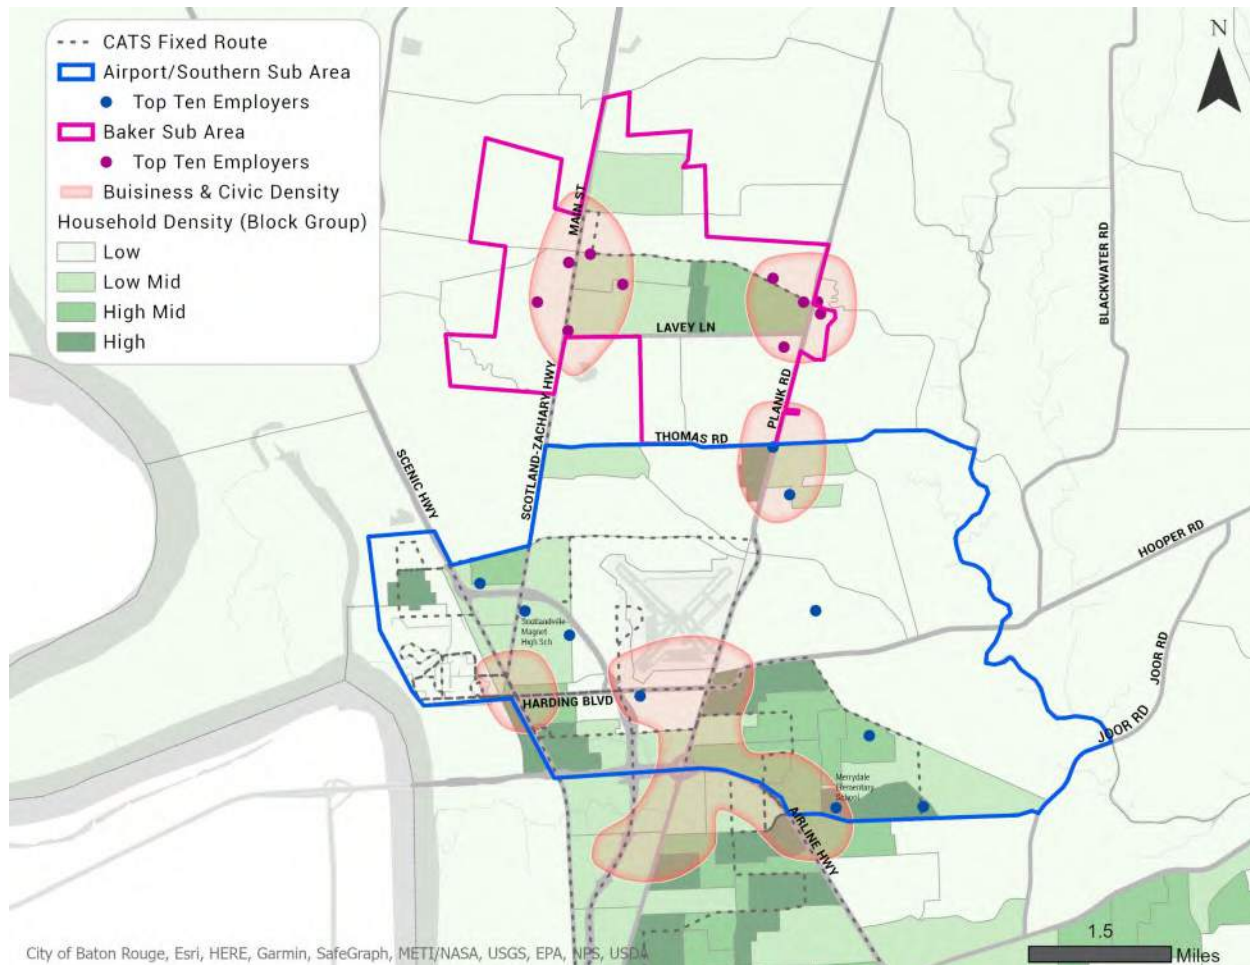 CATS Fixed Route
Airport/Southern Sub Area
Top Ten Employers
Baker Sub Area
Top Ten Employers
Buisiness & Civic Density
Household Density (Block Group)
Low
Low Mid
High Mid
High
N
MAIN ST
BLACKWATER RD
LAVEY LN
PLANK RD
SCOTLAND-ZACHARY HWY
THOMAS RD
SCENIC HWY
HOOPER RD
Scotlandville
Magnet
High Sch
JOOR RD
HARDING BLVD
JOOR RD
Merrydale
Elementary
School
AIRLINE HWY
1.5
Miles
City of Baton Rouge, Esri, HERE, Garmin, SafeGraph, METI/NASA, USGS, EPA, NPS, USDA